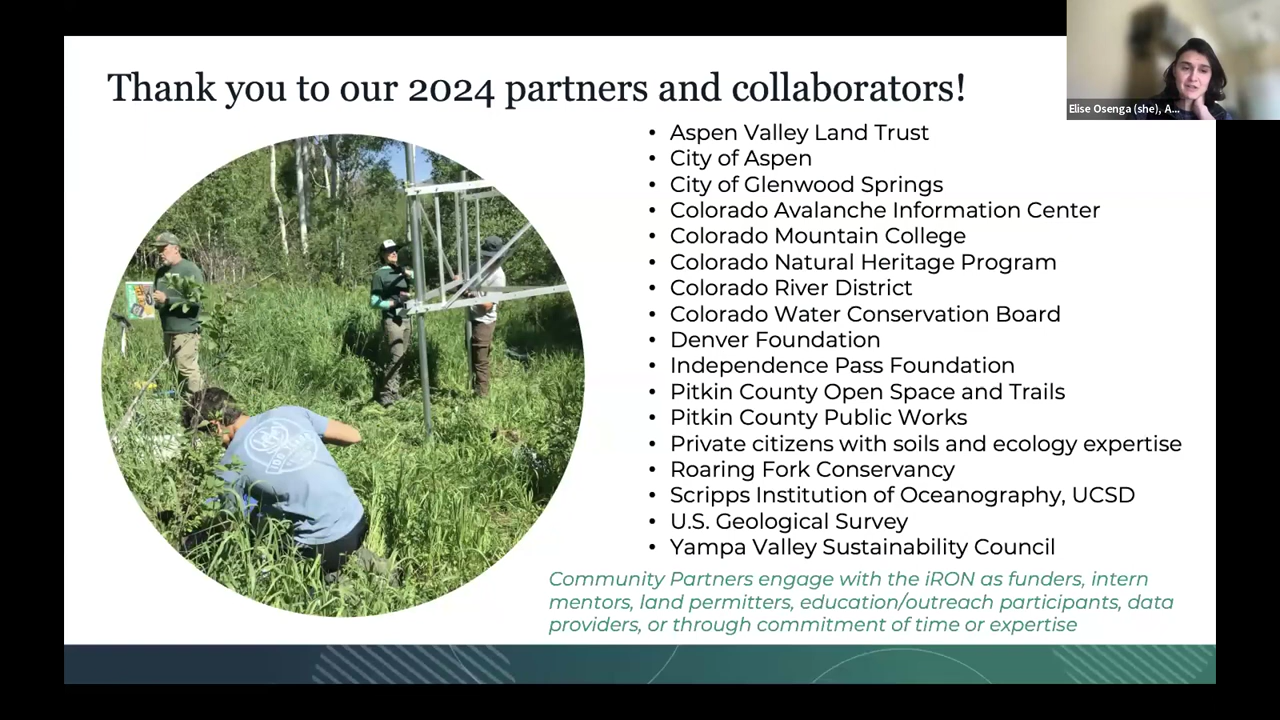 Thank you to our 2024 partners and collaborators!
Elise Osenga (she), A...
• Aspen Valley Land Trust
• City of Aspen
• City of Glenwood Springs
• Colorado Avalanche Information Center
• Colorado Mountain College
• Colorado Natural Heritage Program
• Colorado River District
• Colorado Water Conservation Board
• Denver Foundation
• Independence Pass Foundation
• Pitkin County Open Space and Trails
• Pitkin County Public Works
• Private citizens with soils and ecology expertise
• Roaring Fork Conservancy
• Scripps Institution of Oceanography, UCSD
• U.S. Geological Survey
• Yampa Valley Sustainability Council
Community Partners engage with the iRON as funders, intern
mentors, land permitters, education/outreach participants, data
providers, or through commitment of time or expertise